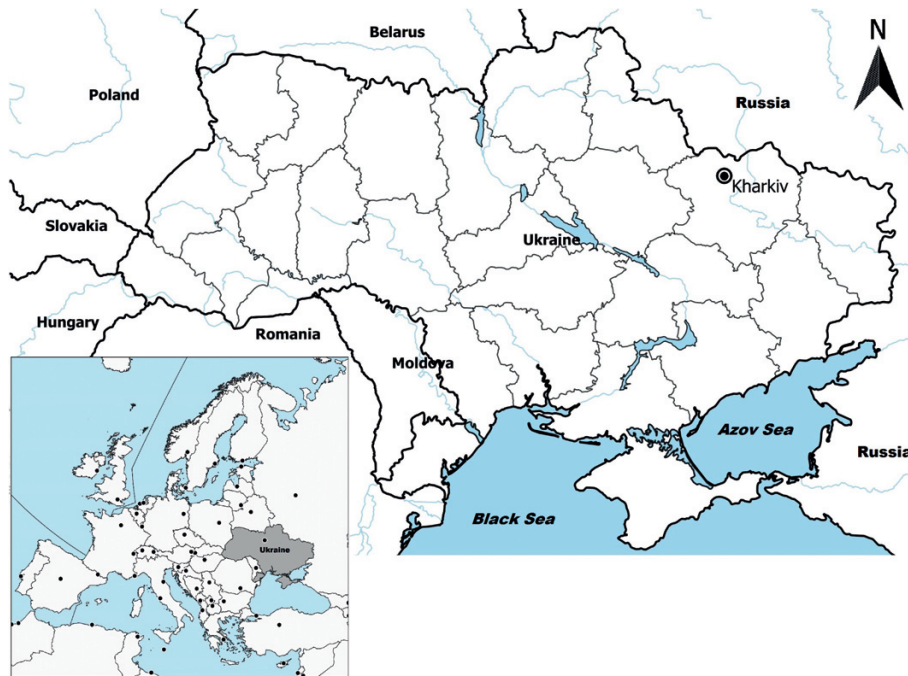 Belarus
N
Poland
Russia
Kharkiv
Slovakia
Ukraine
Hungary
Romania
Moldova
Azov Sea
Russia
Black Sea
Ukraine